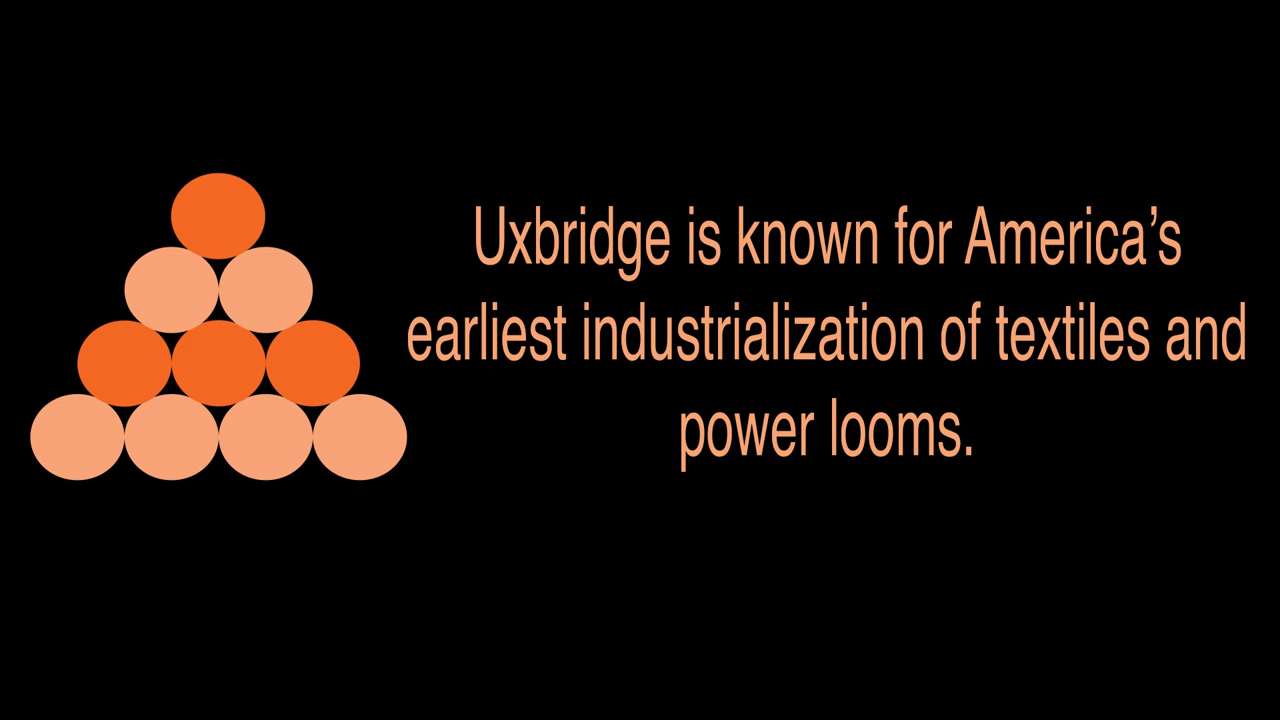 Uxbridge is known for America’s
earliest industrialization of textiles and
power looms.